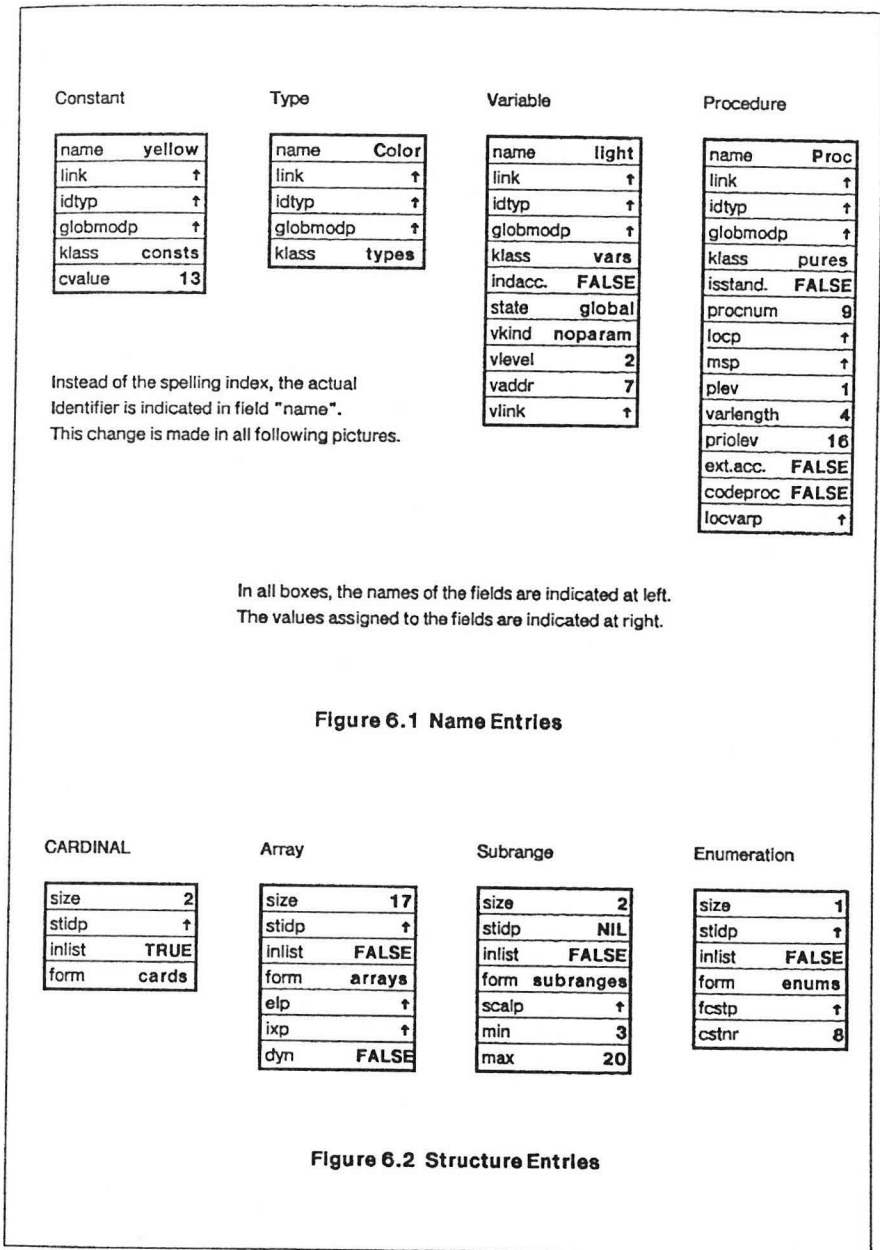 Constant
name yellow
link ↑
idtyp ↑
globmodp ↑
klass consts
cvalue 13
Type
name Color
link ↑
idtyp ↑
globmodp ↑
klass types
Variable
name light
link ↑
idtyp ↑
globmodp ↑
klass vars
indacc. FALSE
state global
vkind noparam
vlevel 2
vaddr 7
vlink ↑
Procedure
name Proc
link ↑
idtyp ↑
globmodp ↑
klass pures
isstand. FALSE
procnum 9
locp ↑
msp ↑
plev 1
varlength 4
priolev 16
ext.acc. FALSE
codeproc FALSE
locvarp ↑
Instead of the spelling index, the actual
Identifier is indicated in field "name".
This change is made in all following pictures.
In all boxes, the names of the fields are indicated at left.
The values assigned to the fields are indicated at right.
Figure 6.1 Name Entries
CARDINAL
size 2
stidp ↑
inlist TRUE
form cards
Array
size 17
stidp ↑
inlist FALSE
form arrays
elp ↑
ixp ↑
dyn FALSE
Subrange
size 2
stidp NIL
inlist FALSE
form subranges
scalp ↑
min 3
max 20
Enumeration
size 1
stidp ↑
inlist FALSE
form enums
fcstp ↑
cstnr 8
Figure 6.2 Structure Entries